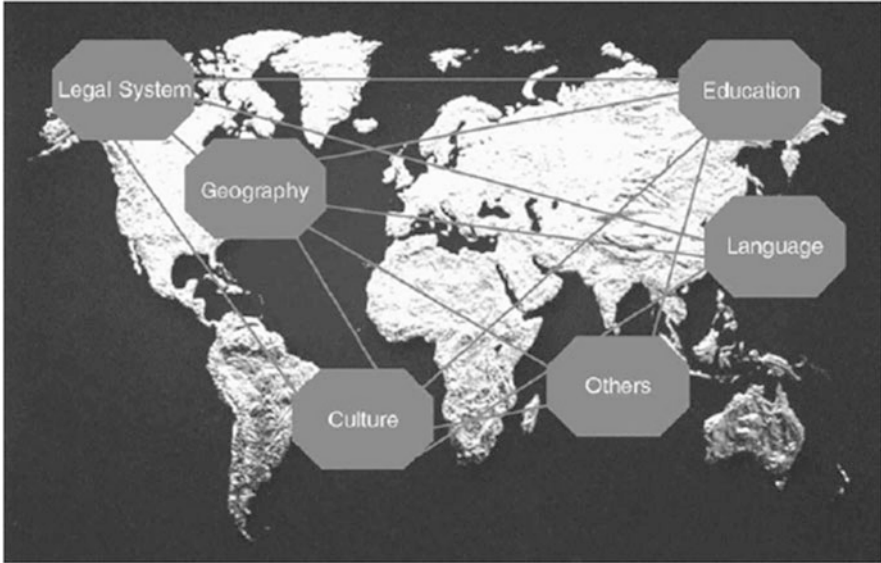 Legal System
Education
Geography
Language
Others
Culture